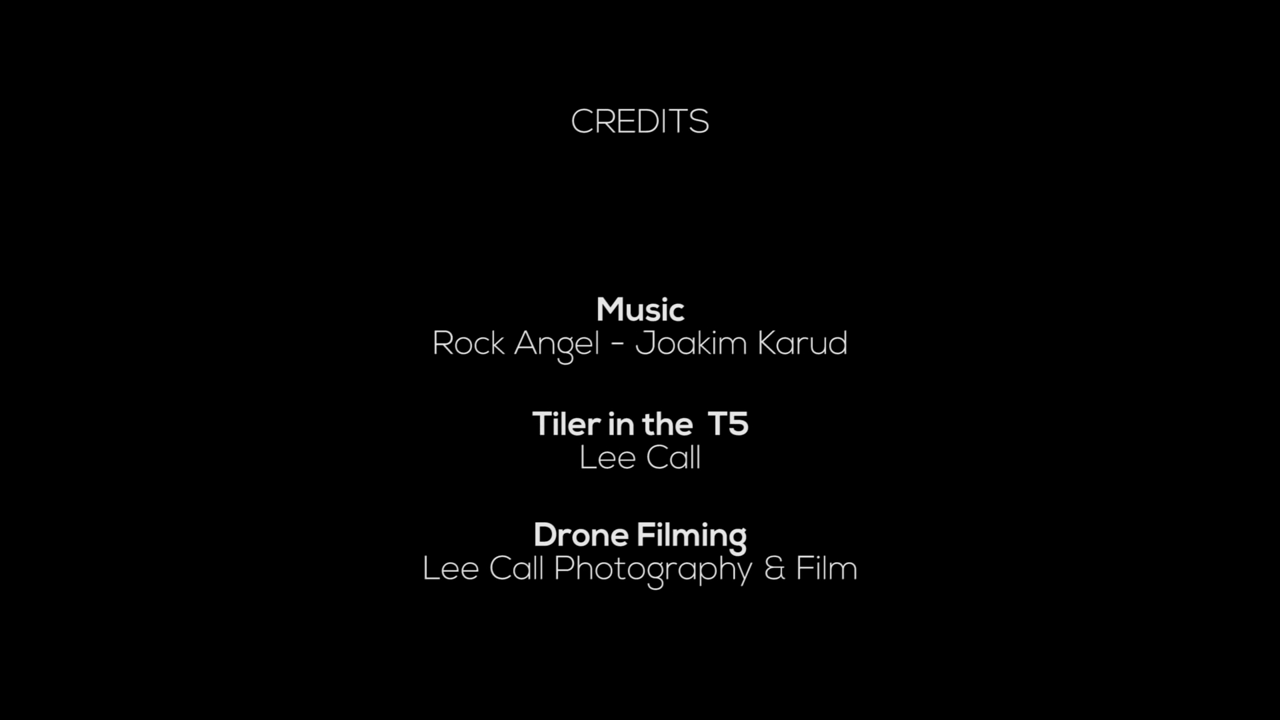 CREDITS
Music
Rock Angel - Joakim Karud
Tiler in the T5
Lee Call
Drone Filming
Lee Call Photography & Film